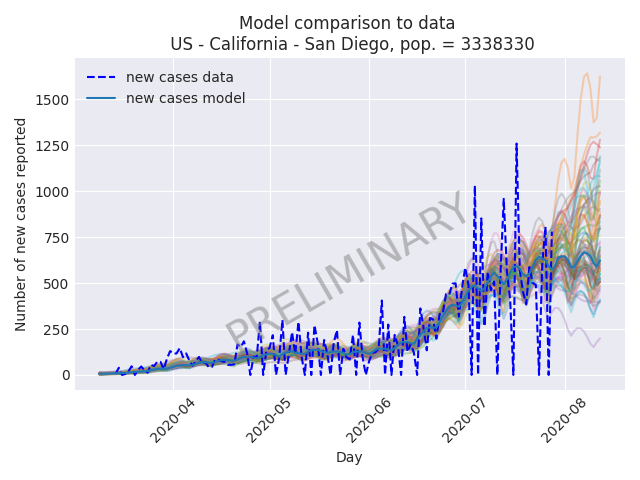 Model comparison to data
US - California - San Diego, pop. = 3338330
new cases data
new cases model
Number of new cases reported
1500
1250
1000
750
500
250
0
PRELIMINARY
2020-04
2020-05
2020-06
2020-07
2020-08
Day